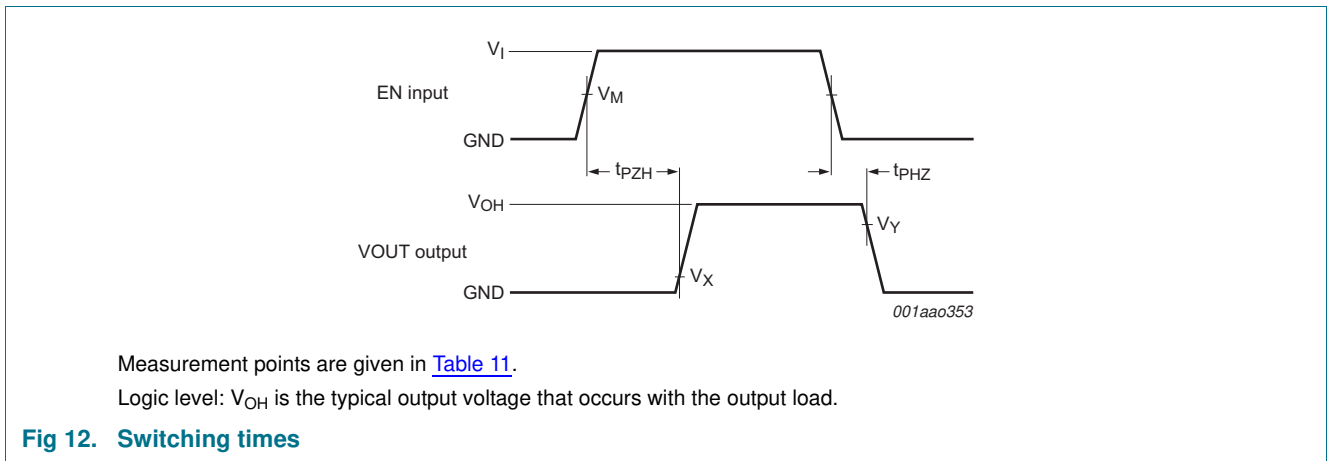 VI
EN input
VM
GND
tPZH
tPHZ
VOH
VY
VOUT output
VX
GND
001aao353
Measurement points are given in Table 11.
Logic level: VOH is the typical output voltage that occurs with the output load.
Fig 12. Switching times